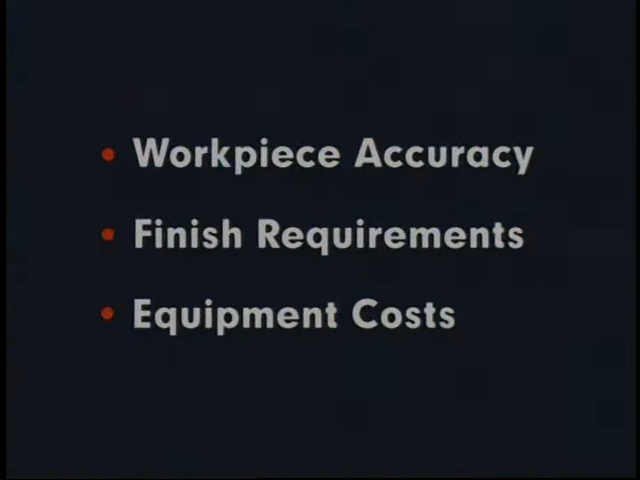 • Workpiece Accuracy
• Finish Requirements
• Equipment Costs